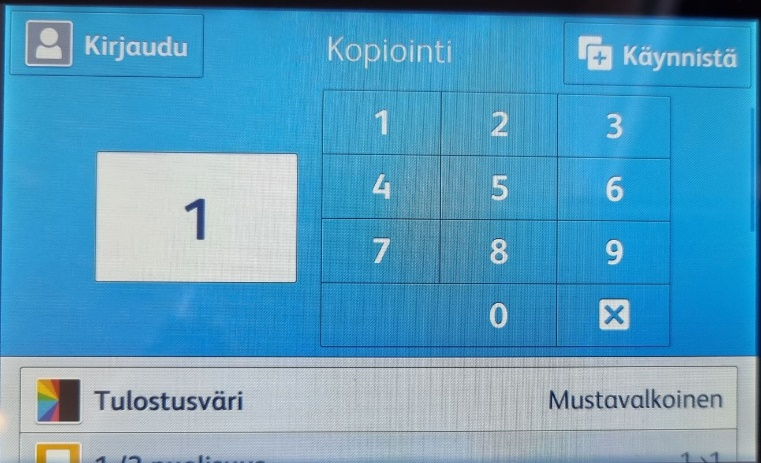 Kirjaudu Kopiointi Käynnistä
1 2 3
4 5 6
1
7 8 9
0
Tulostusväri Mustavalkoinen